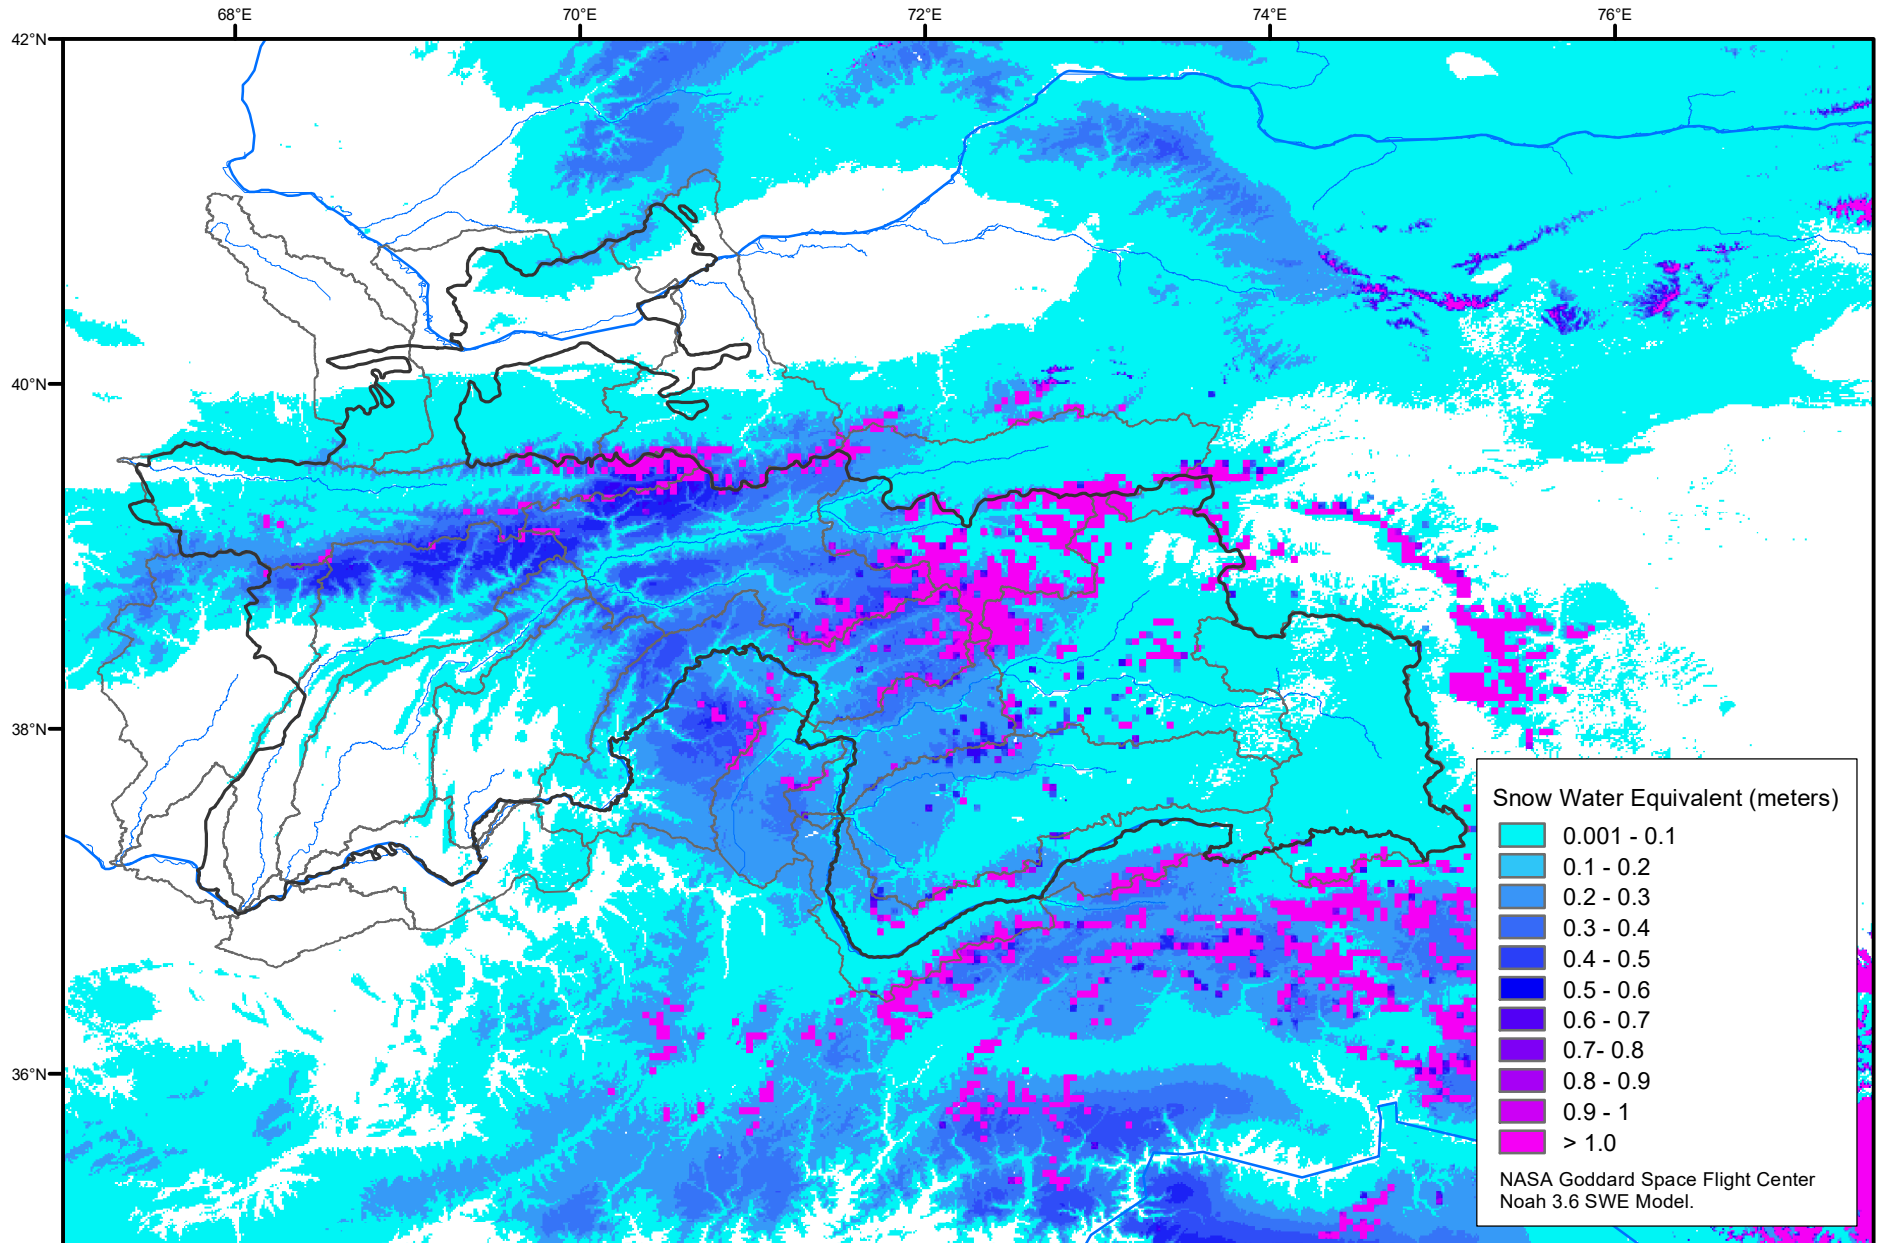 68°E 70°E 72°E 74°E 76°E
42°N
40°N
38°N
36°N
Snow Water Equivalent (meters)
0.001 - 0.1
0.1 - 0.2
0.2 - 0.3
0.3 - 0.4
0.4 - 0.5
0.5 - 0.6
0.6 - 0.7
0.7- 0.8
0.8 - 0.9
0.9 - 1
> 1.0
NASA Goddard Space Flight Center
Noah 3.6 SWE Model.